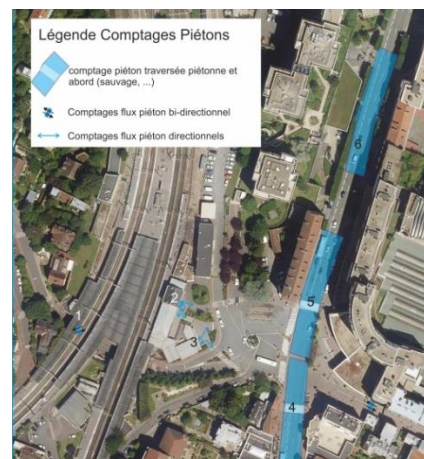 Légende Comptages Piétons
comptage piéton traversée piétonne et
abord (sauvage, ...)
Comptages flux piéton bi-directionnel
Comptages flux piéton directionnels
6
1
2
5
3
4